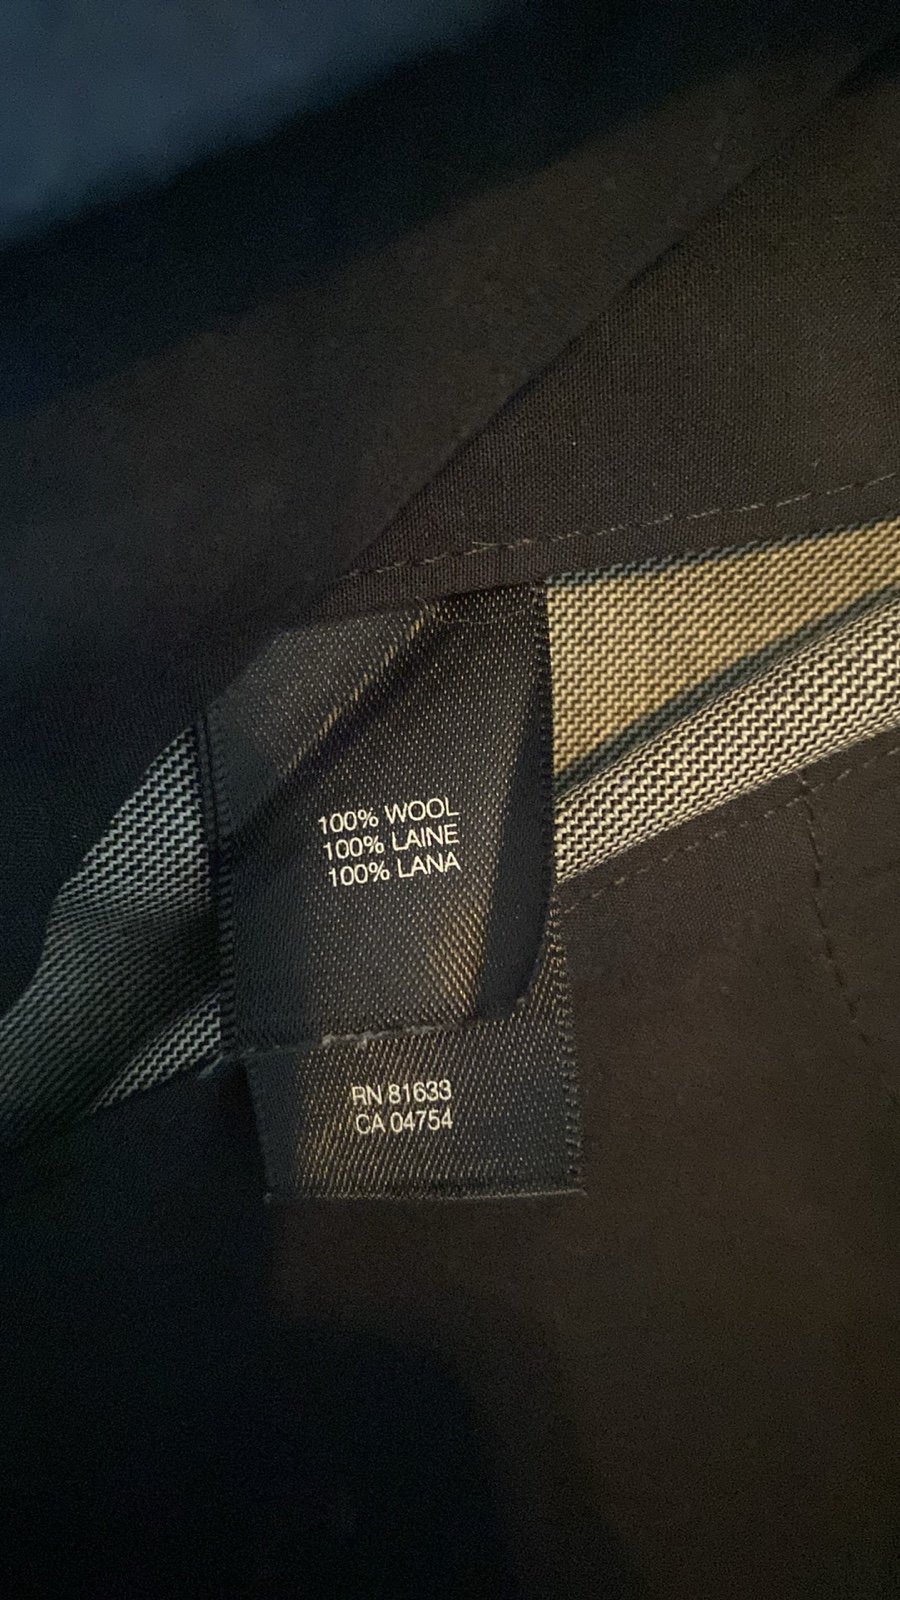 100% WOOL
100% LAINE
100% LANA
RN 81633
CA 04754